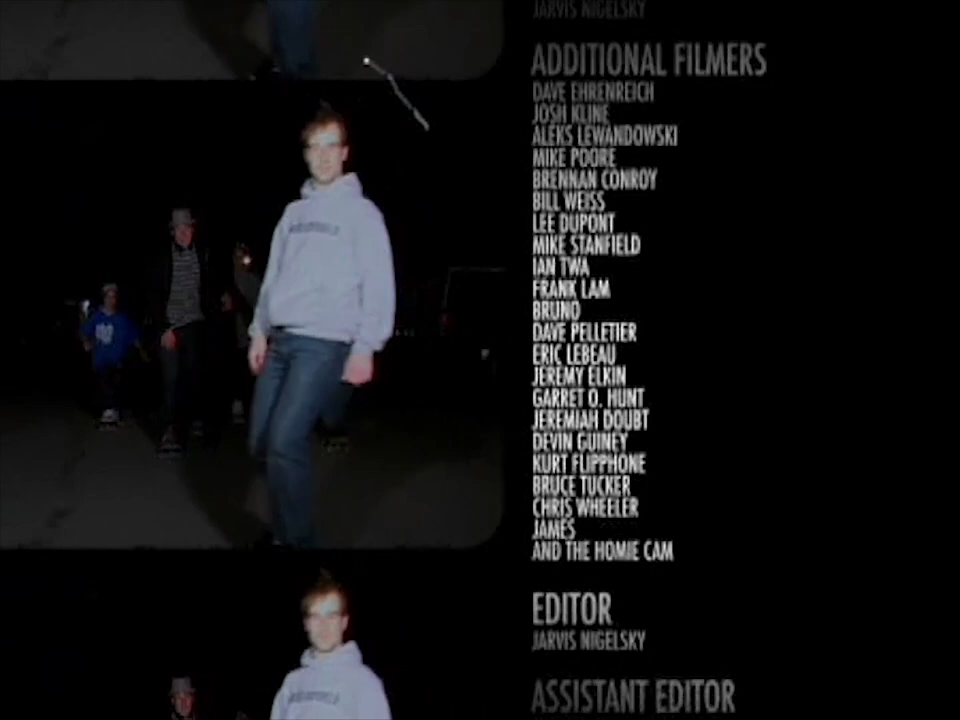 JARVIS NIGELSKY
ADDITIONAL FILMERS
DAVE EHRENREICH
JOSH KLINE
ALEKS LEWANDOWSKI
MIKE POORE
BRENNAN CONROY
BILL WEISS
LEE DUPONT
MIKE STANFIELD
IAN TWA
FRANK LAM
BRUNO
DAVE PELLETIER
ERIC LEBEAU
JEREMY ELKIN
GARRET O. HUNT
JEREMIAH DOUBT
DEVIN GUINEY
KURT FLIPPHONE
BRUCE TUCKER
CHRIS WHEELER
JAMES
AND THE HOMIE CAM
EDITOR
JARVIS NIGELSKY
ASSISTANT EDITOR